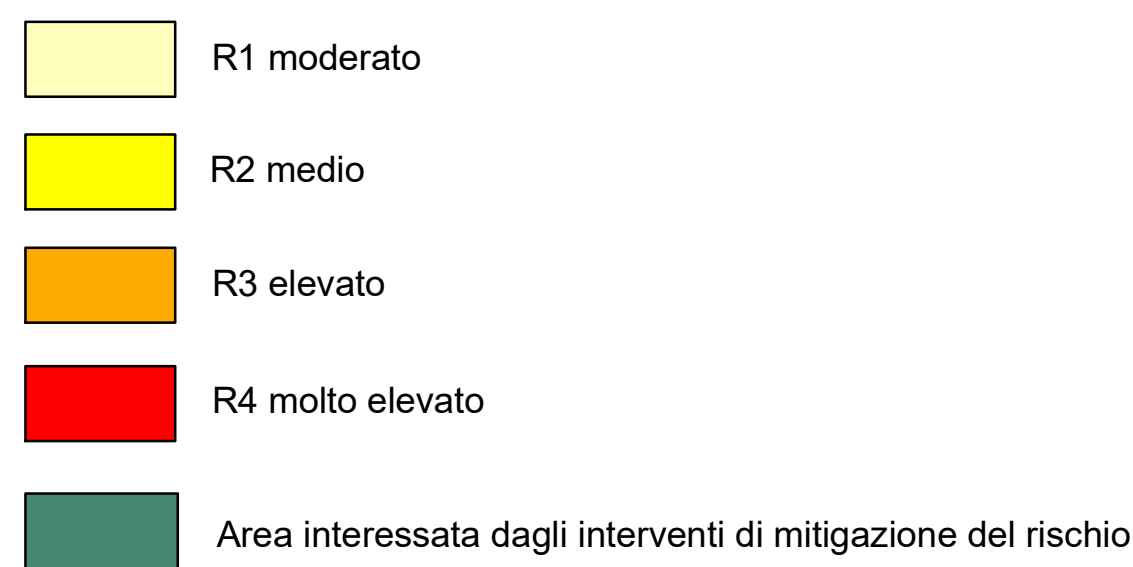 R1 moderato
R2 medio
R3 elevato
R4 molto elevato
Area interessata dagli interventi di mitigazione del rischio